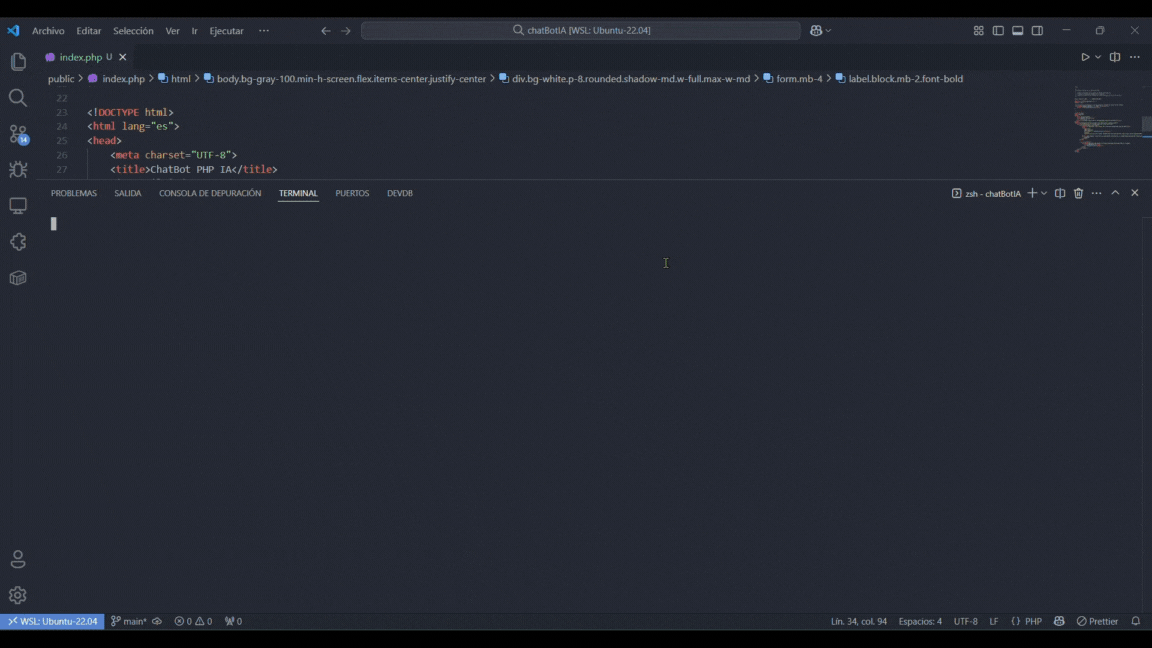 Archivo Editar Selección Ver Ir Ejecutar ··· chatBotIA [WSL: Ubuntu-22.04]
index.php U
public > index.php > html > body.bg-gray-100.min-h-screen.flex.items-center.justify-center > div.bg-white.p-8.rounded.shadow-md.w-full.max-w-md > form.mb-4 > label.block.mb-2.font-bold
22
23 <!DOCTYPE html>
24 <html lang="es">
25 <head>
26 <meta charset="UTF-8">
27 <title>ChatBot PHP IA</title>
14
PROBLEMAS SALIDA CONSOLA DE DEPURACIÓN TERMINAL PUERTOS DEVDB zsh - chatBotIA
WSL: Ubuntu-22.04 main* 0 0 0 Lín. 34, col. 94 Espacios: 4 UTF-8 LF {} PHP Prettier